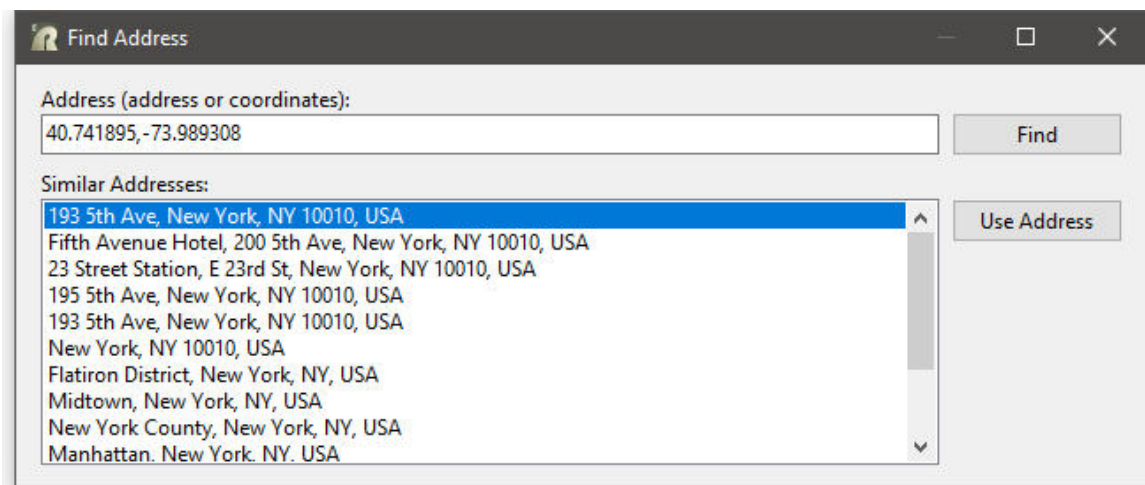 Find Address
Address (address or coordinates):
40.741895,-73.989308
Find
Similar Addresses:
193 5th Ave, New York, NY 10010, USA
Use Address
Fifth Avenue Hotel, 200 5th Ave, New York, NY 10010, USA
23 Street Station, E 23rd St, New York, NY 10010, USA
195 5th Ave, New York, NY 10010, USA
193 5th Ave, New York, NY 10010, USA
New York, NY 10010, USA
Flatiron District, New York, NY, USA
Midtown, New York, NY, USA
New York County, New York, NY, USA
Manhattan, New York, NY, USA